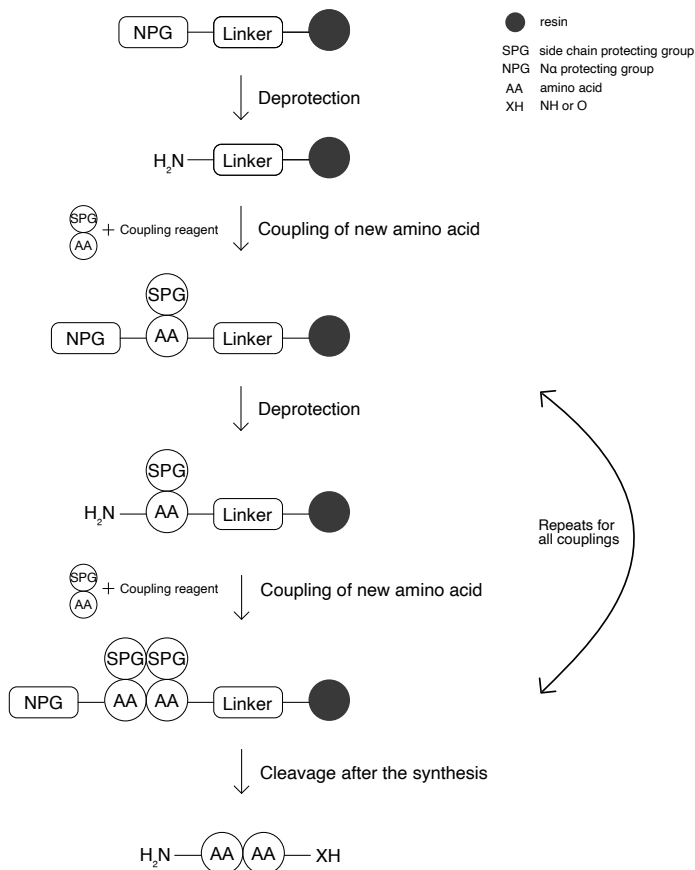 NPG Linker
resin
SPG side chain protecting group
NPG Nα protecting group
AA amino acid
XH NH or O
Deprotection
H₂N Linker
SPG
AA + Coupling reagent
Coupling of new amino acid
SPG
NPG AA Linker
Deprotection
SPG
H₂N AA Linker
Repeats for
all couplings
SPG
AA + Coupling reagent
Coupling of new amino acid
SPG SPG
NPG AA AA Linker
Cleavage after the synthesis
H₂N AA AA XH